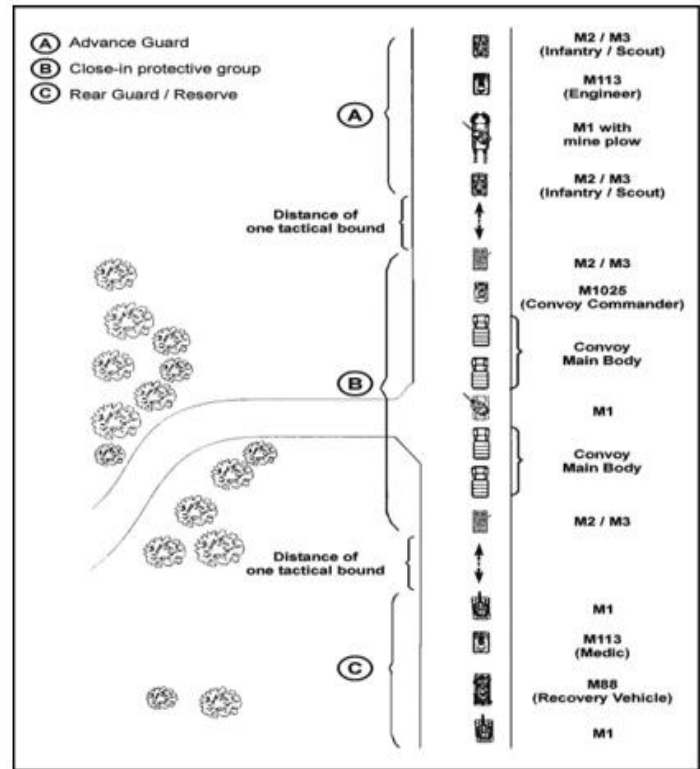 A Advance Guard
B Close-in protective group
C Rear Guard / Reserve
A
Distance of
one tactical bound
B
Distance of
one tactical bound
C
M2 / M3
(Infantry / Scout)
M113
(Engineer)
M1 with
mine plow
M2 / M3
(Infantry / Scout)
M2 / M3
M1025
(Convoy Commander)
Convoy
Main Body
M1
Convoy
Main Body
M2 / M3
M1
M113
(Medic)
M88
(Recovery Vehicle)
M1